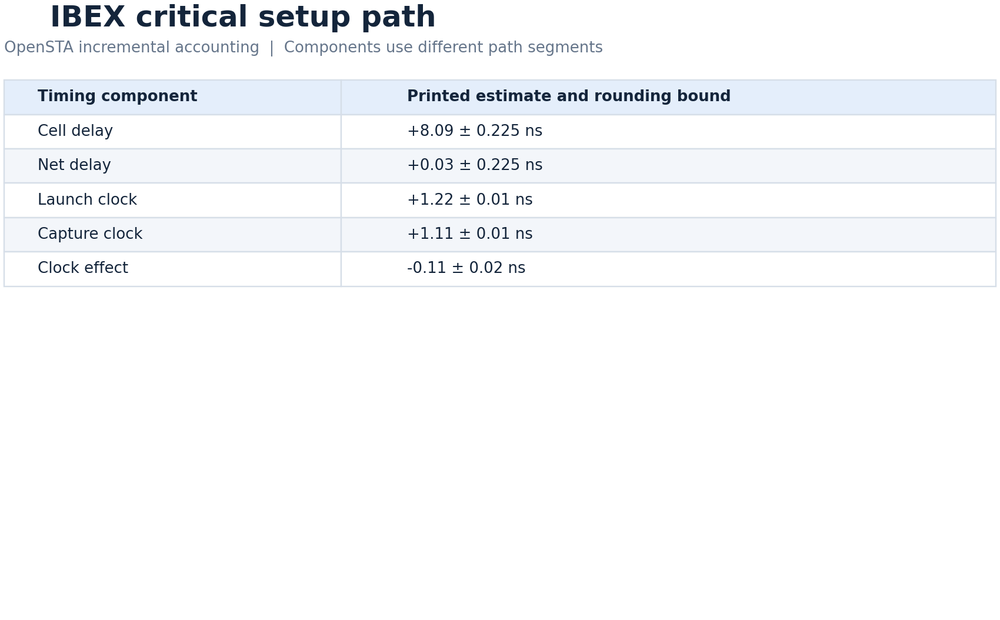 IBEX critical setup path
OpenSTA incremental accounting | Components use different path segments
Timing component Printed estimate and rounding bound
Cell delay +8.09 ± 0.225 ns
Net delay +0.03 ± 0.225 ns
Launch clock +1.22 ± 0.01 ns
Capture clock +1.11 ± 0.01 ns
Clock effect -0.11 ± 0.02 ns